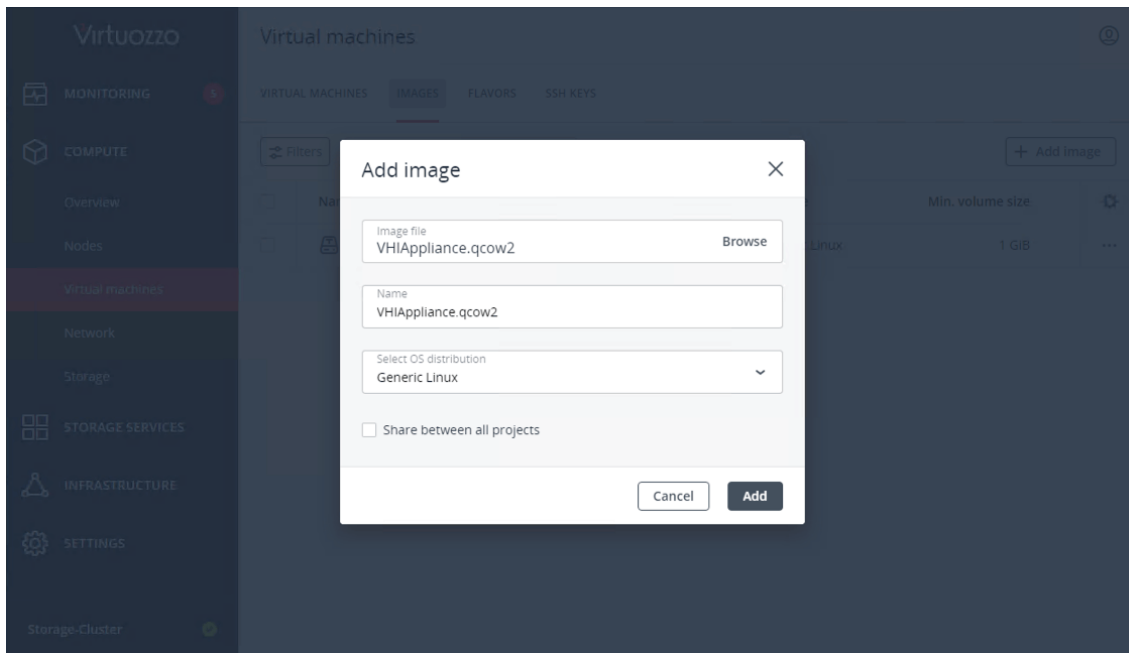 Virtuozzo
MONITORING 5
COMPUTE
Overview
Nodes
Virtual machines
Network
Storage
STORAGE SERVICES
INFRASTRUCTURE
SETTINGS
Storage-Cluster
Virtual machines
VIRTUAL MACHINES IMAGES FLAVORS SSH KEYS
Filters + Add image
Min. volume size
Linux 1 GiB
Add image
Image file
VHIAppliance.qcow2 Browse
Name
VHIAppliance.qcow2
Select OS distribution
Generic Linux
Share between all projects
Cancel Add